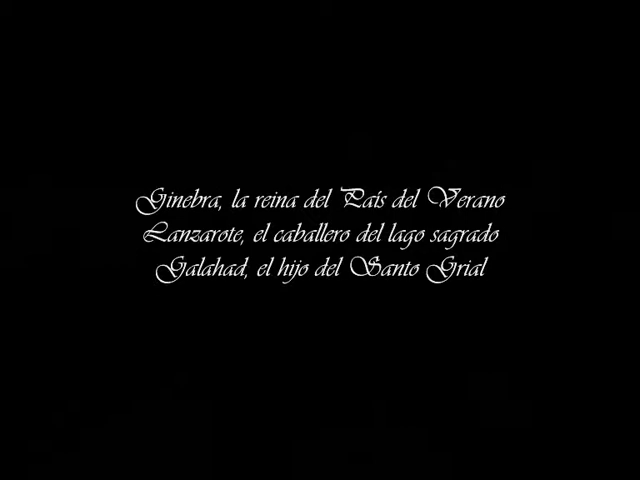 Ginebra, la reina del País del Verano
Lanzarote, el caballero del lago sagrado
Galahad, el hijo del Santo Grial